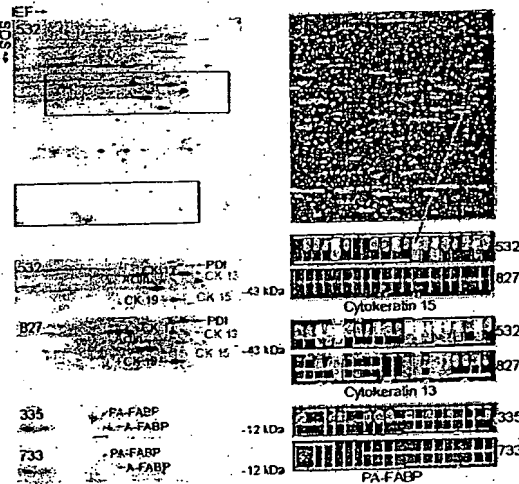 IEF→
←SDS
532
532
PDI
CK 13
-43 kDa
CK 19
CK 15
827
PDI
CK 13
CK 15
-43 kDa
335
PA-FABP
A-FABP
-12 kDa
733
PA-FABP
A-FABP
-12 kDa
532
827
Cytokeratin 15
532
827
Cytokeratin 13
335
733
PA-FABP